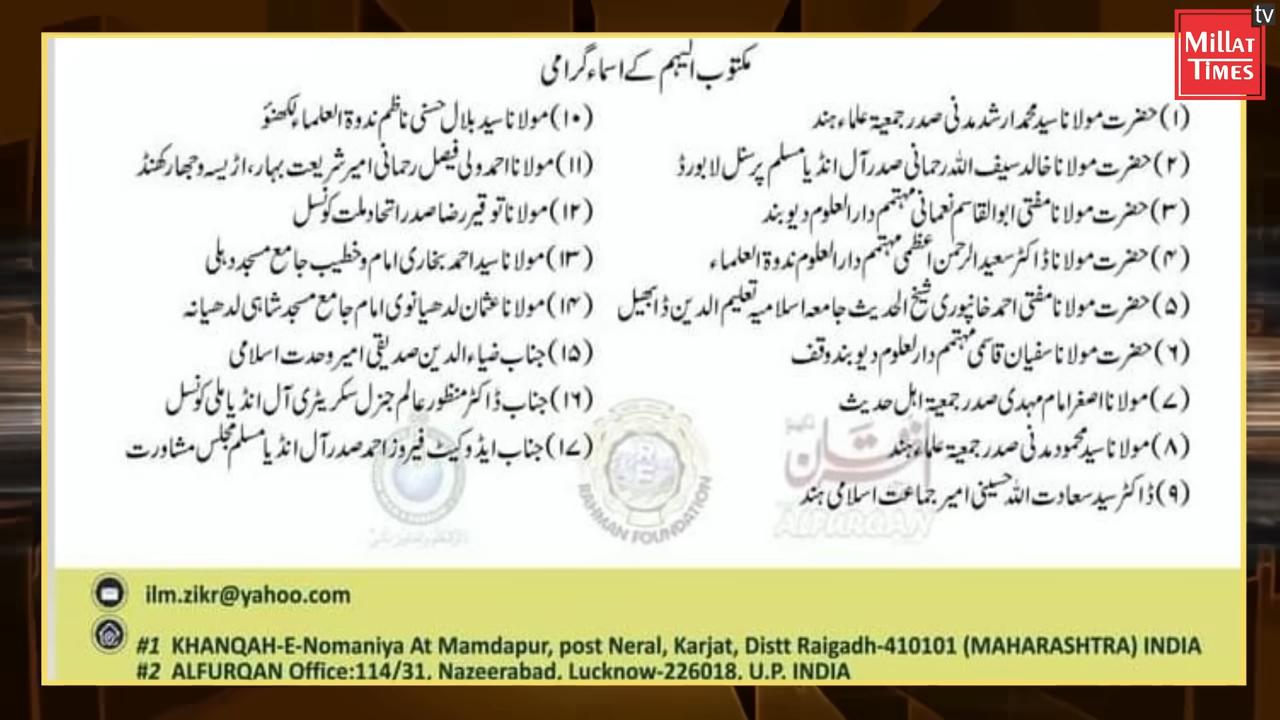 tv
MillAT
TIMES
مکتوب الیہم کے اسماء گرامی
(۱) حضرت مولانا سید محمد ارشد مدنی صدر جمعیۃ علماء ہند
(۲) حضرت مولانا خالد سیف اللہ رحمانی صدر آل انڈیا مسلم پرسنل لا بورڈ
(۳) حضرت مولانا مفتی ابوالقاسم نعمانی مہتمم دارالعلوم دیوبند
(۴) حضرت مولانا ڈاکٹر سعید الرحمن اعظمی مہتمم دارالعلوم ندوۃ العلماء
(۵) حضرت مولانا مفتی احمد خانپوری شیخ الحدیث جامعہ اسلامیہ تعلیم الدین ڈابھیل
(۶) حضرت مولانا سفیان قاسمی مہتمم دارلعلوم دیوبند وقف
(۷) مولانا اصغر امام مہدی صدر جمعیۃ اہل حدیث
(۸) مولانا سید محمود مدنی صدر جمعیۃ علماء ہند
(۹) ڈاکٹر سید سعادت اللہ حسینی امیر جماعت اسلامی ہند
(۱۰) مولانا سید بلال حسنی ناظم ندوۃ العلماء لکھنؤ
(۱۱) مولانا احمد ولی فیصل رحمانی امیر شریعت بہار، اڑیسہ وجھارکھنڈ
(۱۲) مولانا توقیر رضا صدر اتحاد ملت کونسل
(۱۳) مولانا سید احمد بخاری امام وخطیب جامع مسجد دہلی
(۱۴) مولانا عثمان لدھیانوی امام جامع مسجد شاہی لدھیانہ
(۱۵) جناب ضیاء الدین صدیقی امیر وحدت اسلامی
(۱۶) جناب ڈاکٹر منظور عالم جنرل سکریٹری آل انڈیا ملی کونسل
(۱۷) جناب ایڈوکیٹ فیروز احمد صدر آل انڈیا مسلم مجلس مشاورت
RAHMAN FOUNDATION
الفرقان
ALFURQAN
ilm.zikr@yahoo.com
#1 KHANQAH-E-Nomaniya At Mamdapur, post Neral, Karjat, Distt Raigadh-410101 (MAHARASHTRA) INDIA
#2 ALFURQAN Office:114/31, Nazeerabad, Lucknow-226018, U.P. INDIA